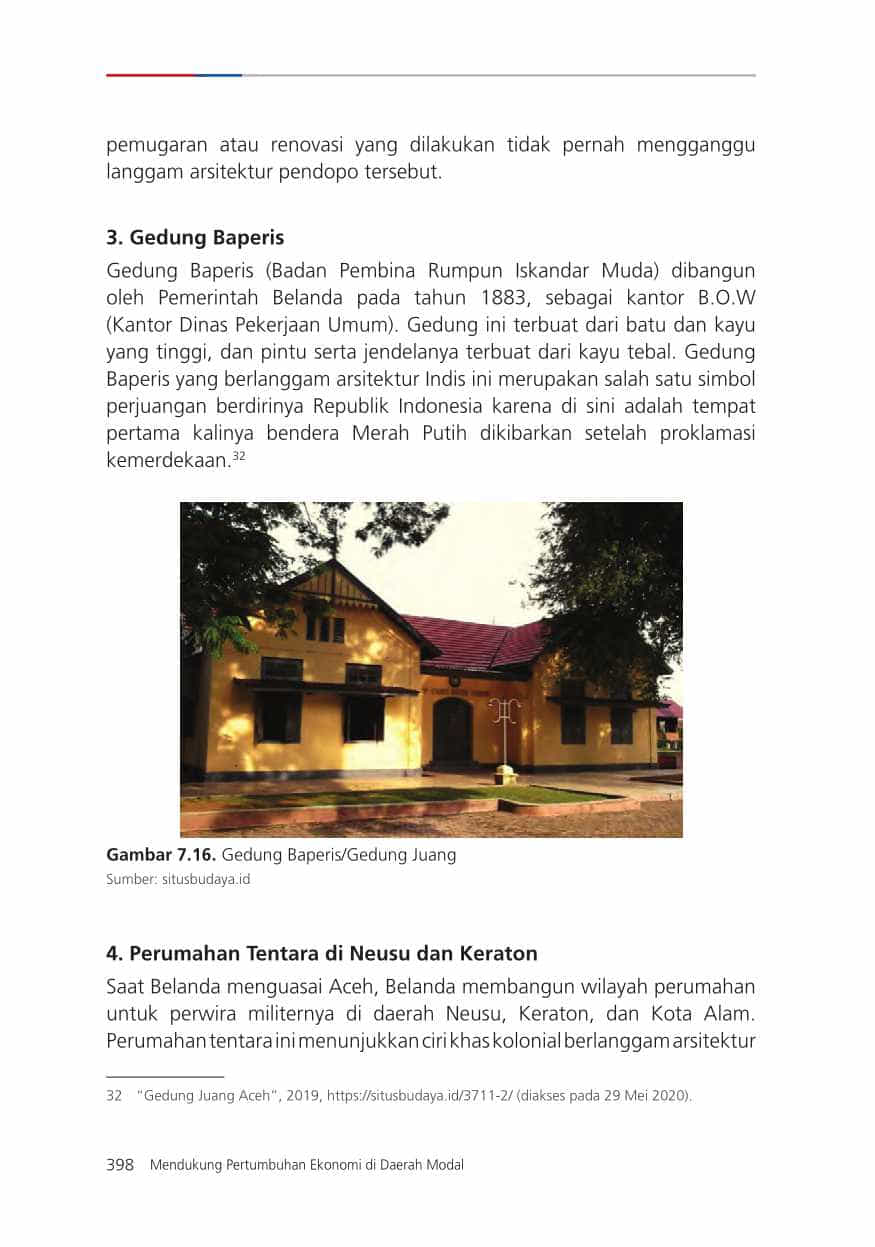 pemugaran atau renovasi yang dilakukan tidak pernah mengganggu
langgam arsitektur pendopo tersebut.
3. Gedung Baperis
Gedung Baperis (Badan Pembina Rumpun Iskandar Muda) dibangun
oleh Pemerintah Belanda pada tahun 1883, sebagai kantor B.O.W
(Kantor Dinas Pekerjaan Umum). Gedung ini terbuat dari batu dan kayu
yang tinggi, dan pintu serta jendelanya terbuat dari kayu tebal. Gedung
Baperis yang berlanggam arsitektur Indis ini merupakan salah satu simbol
perjuangan berdirinya Republik Indonesia karena di sini adalah tempat
pertama kalinya bendera Merah Putih dikibarkan setelah proklamasi
kemerdekaan.32
Gambar 7.16. Gedung Baperis/Gedung Juang
Sumber: situsbudaya.id
4. Perumahan Tentara di Neusu dan Keraton
Saat Belanda menguasai Aceh, Belanda membangun wilayah perumahan
untuk perwira militernya di daerah Neusu, Keraton, dan Kota Alam.
Perumahan tentara ini menunjukkan ciri khas kolonial berlanggam arsitektur
32 "Gedung Juang Aceh", 2019, https://situsbudaya.id/3711-2/ (diakses pada 29 Mei 2020).
398 Mendukung Pertumbuhan Ekonomi di Daerah Modal